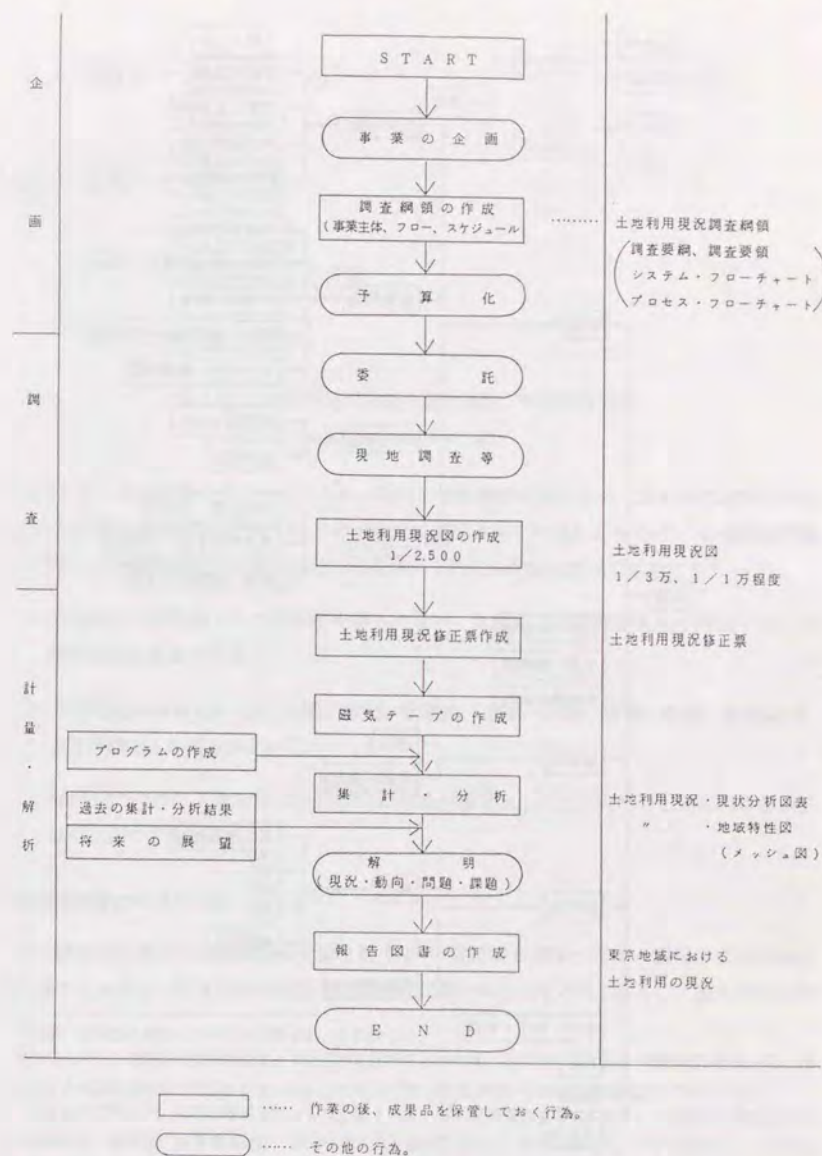 企画
START
事業の企画
調査綱領の作成
(事業主体、フロー、スケジュール
………
土地利用現況調査綱領
調査要綱、調査要領
システム・フローチャート
プロセス・フローチャート
予算化
調査
委託
現地調査等
土地利用現況図の作成
1/2.500
土地利用現況図
1/3万、1/1万程度
計量・解析
土地利用現況修正票作成
土地利用現況修正票
磁気テープの作成
プログラムの作成
集計・分析
土地利用現況・現状分析図表
〃 ・地域特性図
(メッシュ図)
過去の集計・分析結果
将来の展望
解明
(現況・動向・問題・課題)
報告図書の作成
東京地域における
土地利用の現況
END
…… 作業の後、成果品を保管しておく行為。
…… その他の行為。